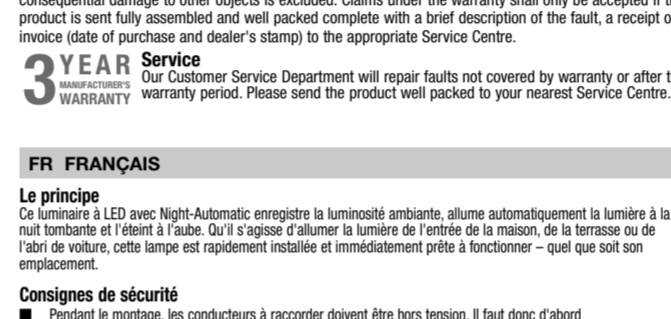 consequential damage to other objects is excluded. Claims under the warranty shall only be accepted if
product is sent fully assembled and well packed complete with a brief description of the fault, a receipt
invoice (date of purchase and dealer's stamp) to the appropriate Service Centre.
3 YEAR MANUFACTURER'S WARRANTY
Service
Our Customer Service Department will repair faults not covered by warranty or after
warranty period. Please send the product well packed to your nearest Service Centre.
FR FRANÇAIS
Le principe
Ce luminaire à LED avec Night-Automatic enregistre la luminosité ambiante, allume automatiquement la lumière à la
nuit tombante et l'éteint à l'aube. Qu'il s'agisse d'allumer la lumière de l'entrée de la maison, de la terrasse ou de
l'abri de voiture, cette lampe est rapidement installée et immédiatement prête à fonctionner – quel que soit son
emplacement.
Consignes de sécurité
■ Pendant le montage, les conducteurs à raccorder doivent être hors tension. Il faut donc d'abord